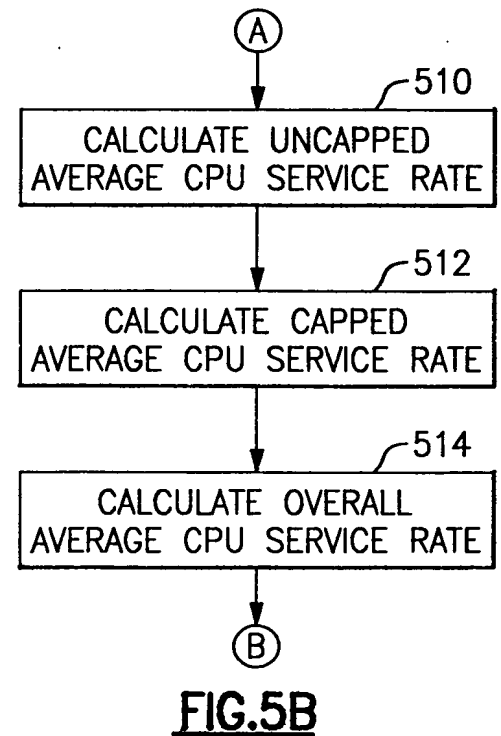 A
510
CALCULATE UNCAPPED
AVERAGE CPU SERVICE RATE
512
CALCULATE CAPPED
AVERAGE CPU SERVICE RATE
514
CALCULATE OVERALL
AVERAGE CPU SERVICE RATE
B
FIG.5B